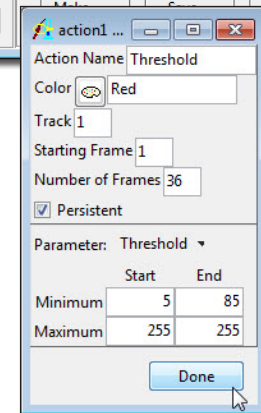 action1 ...
Action Name Threshold
Color Red
Track 1
Starting Frame 1
Number of Frames 36
Persistent
Parameter: Threshold
Start End
Minimum 5 85
Maximum 255 255
Done